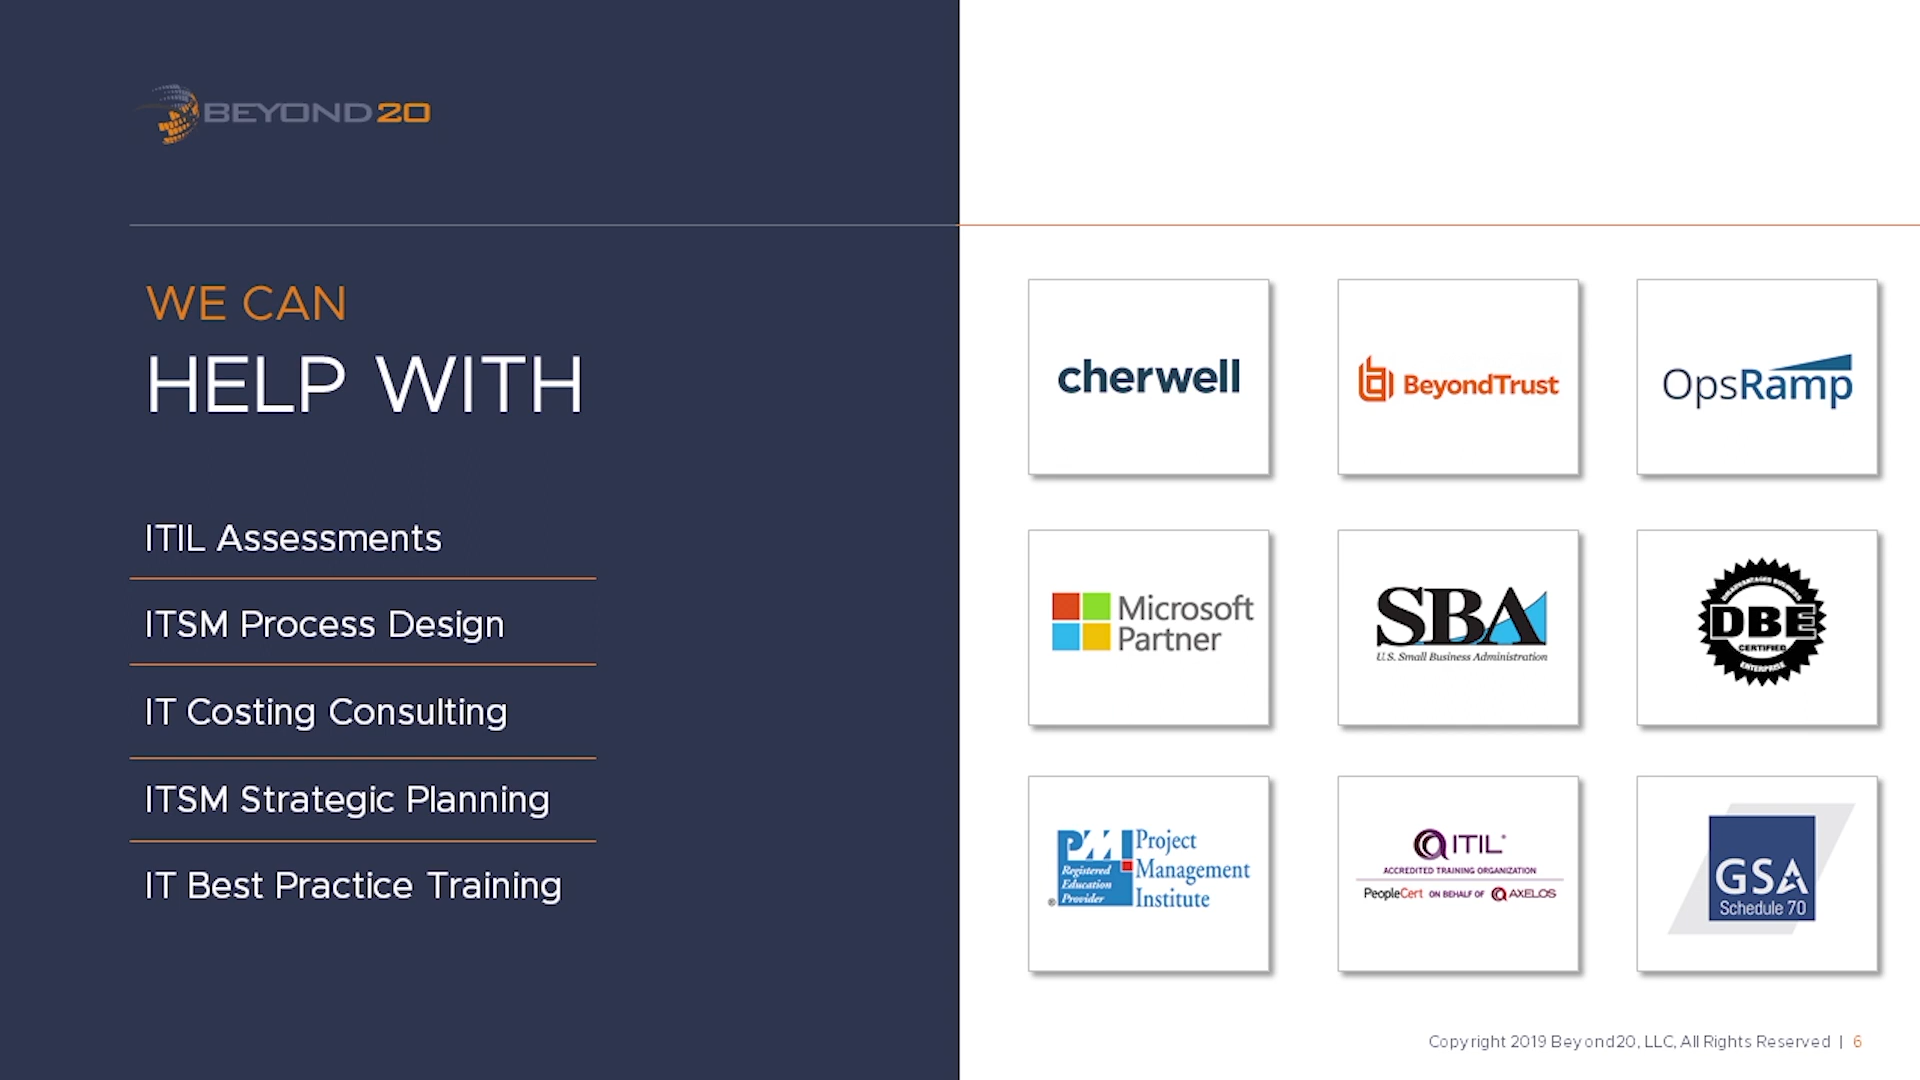 BEYOND20
WE CAN
HELP WITH
ITIL Assessments
ITSM Process Design
IT Costing Consulting
ITSM Strategic Planning
IT Best Practice Training
cherwell
BeyondTrust
OpsRamp
Microsoft
Partner
SBA
U.S. Small Business Administration
DISADVANTAGED BUSINESS
DBE
CERTIFIED
ENTERPRISE
PMI
Registered
Education
® Provider
Project
Management
Institute
ITIL®
ACCREDITED TRAINING ORGANIZATION
PeopleCert ON BEHALF OF AXELOS
GSA
Schedule 70
Copyright 2019 Beyond20, LLC, All Rights Reserved | 6